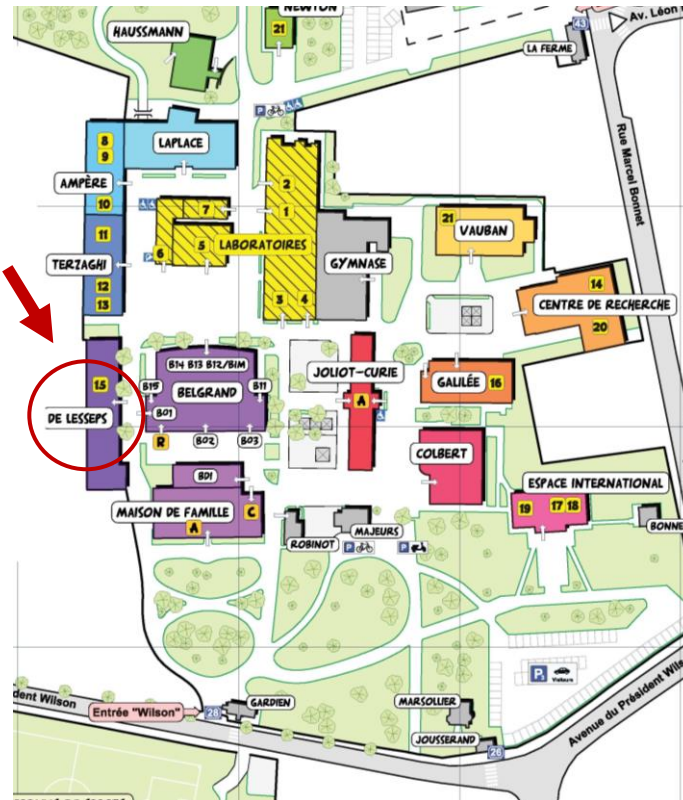 NEWTON
21
43
Av. Léon
HAUSSMANN
LA FERME
P
Rue Marcel Bonnet
8
9
LAPLACE
AMPÈRE
10
2
1
7
11
TERZAGHI
12
13
6
5
LABORATOIRES
3
4
GYMNASE
21
VAUBAN
14
CENTRE DE RECHERCHE
20
15
DE LESSEPS
B14 B13 B12/BIM
B15
BELGRAND
B11
B01
R
B02
B03
JOLIOT-CURIE
A
GALILÉE 16
COLBERT
BD1
MAISON DE FAMILLE
A
C
ESPACE INTERNATIONAL
19
17 18
BONNE
ROBINOT
MAJEURS
P
P
P
Visiteurs
dent Wilson
Entrée "Wilson"
28
GARDIEN
MARSOLLIER
JOUSSERAND
26
Avenue du Président Wils